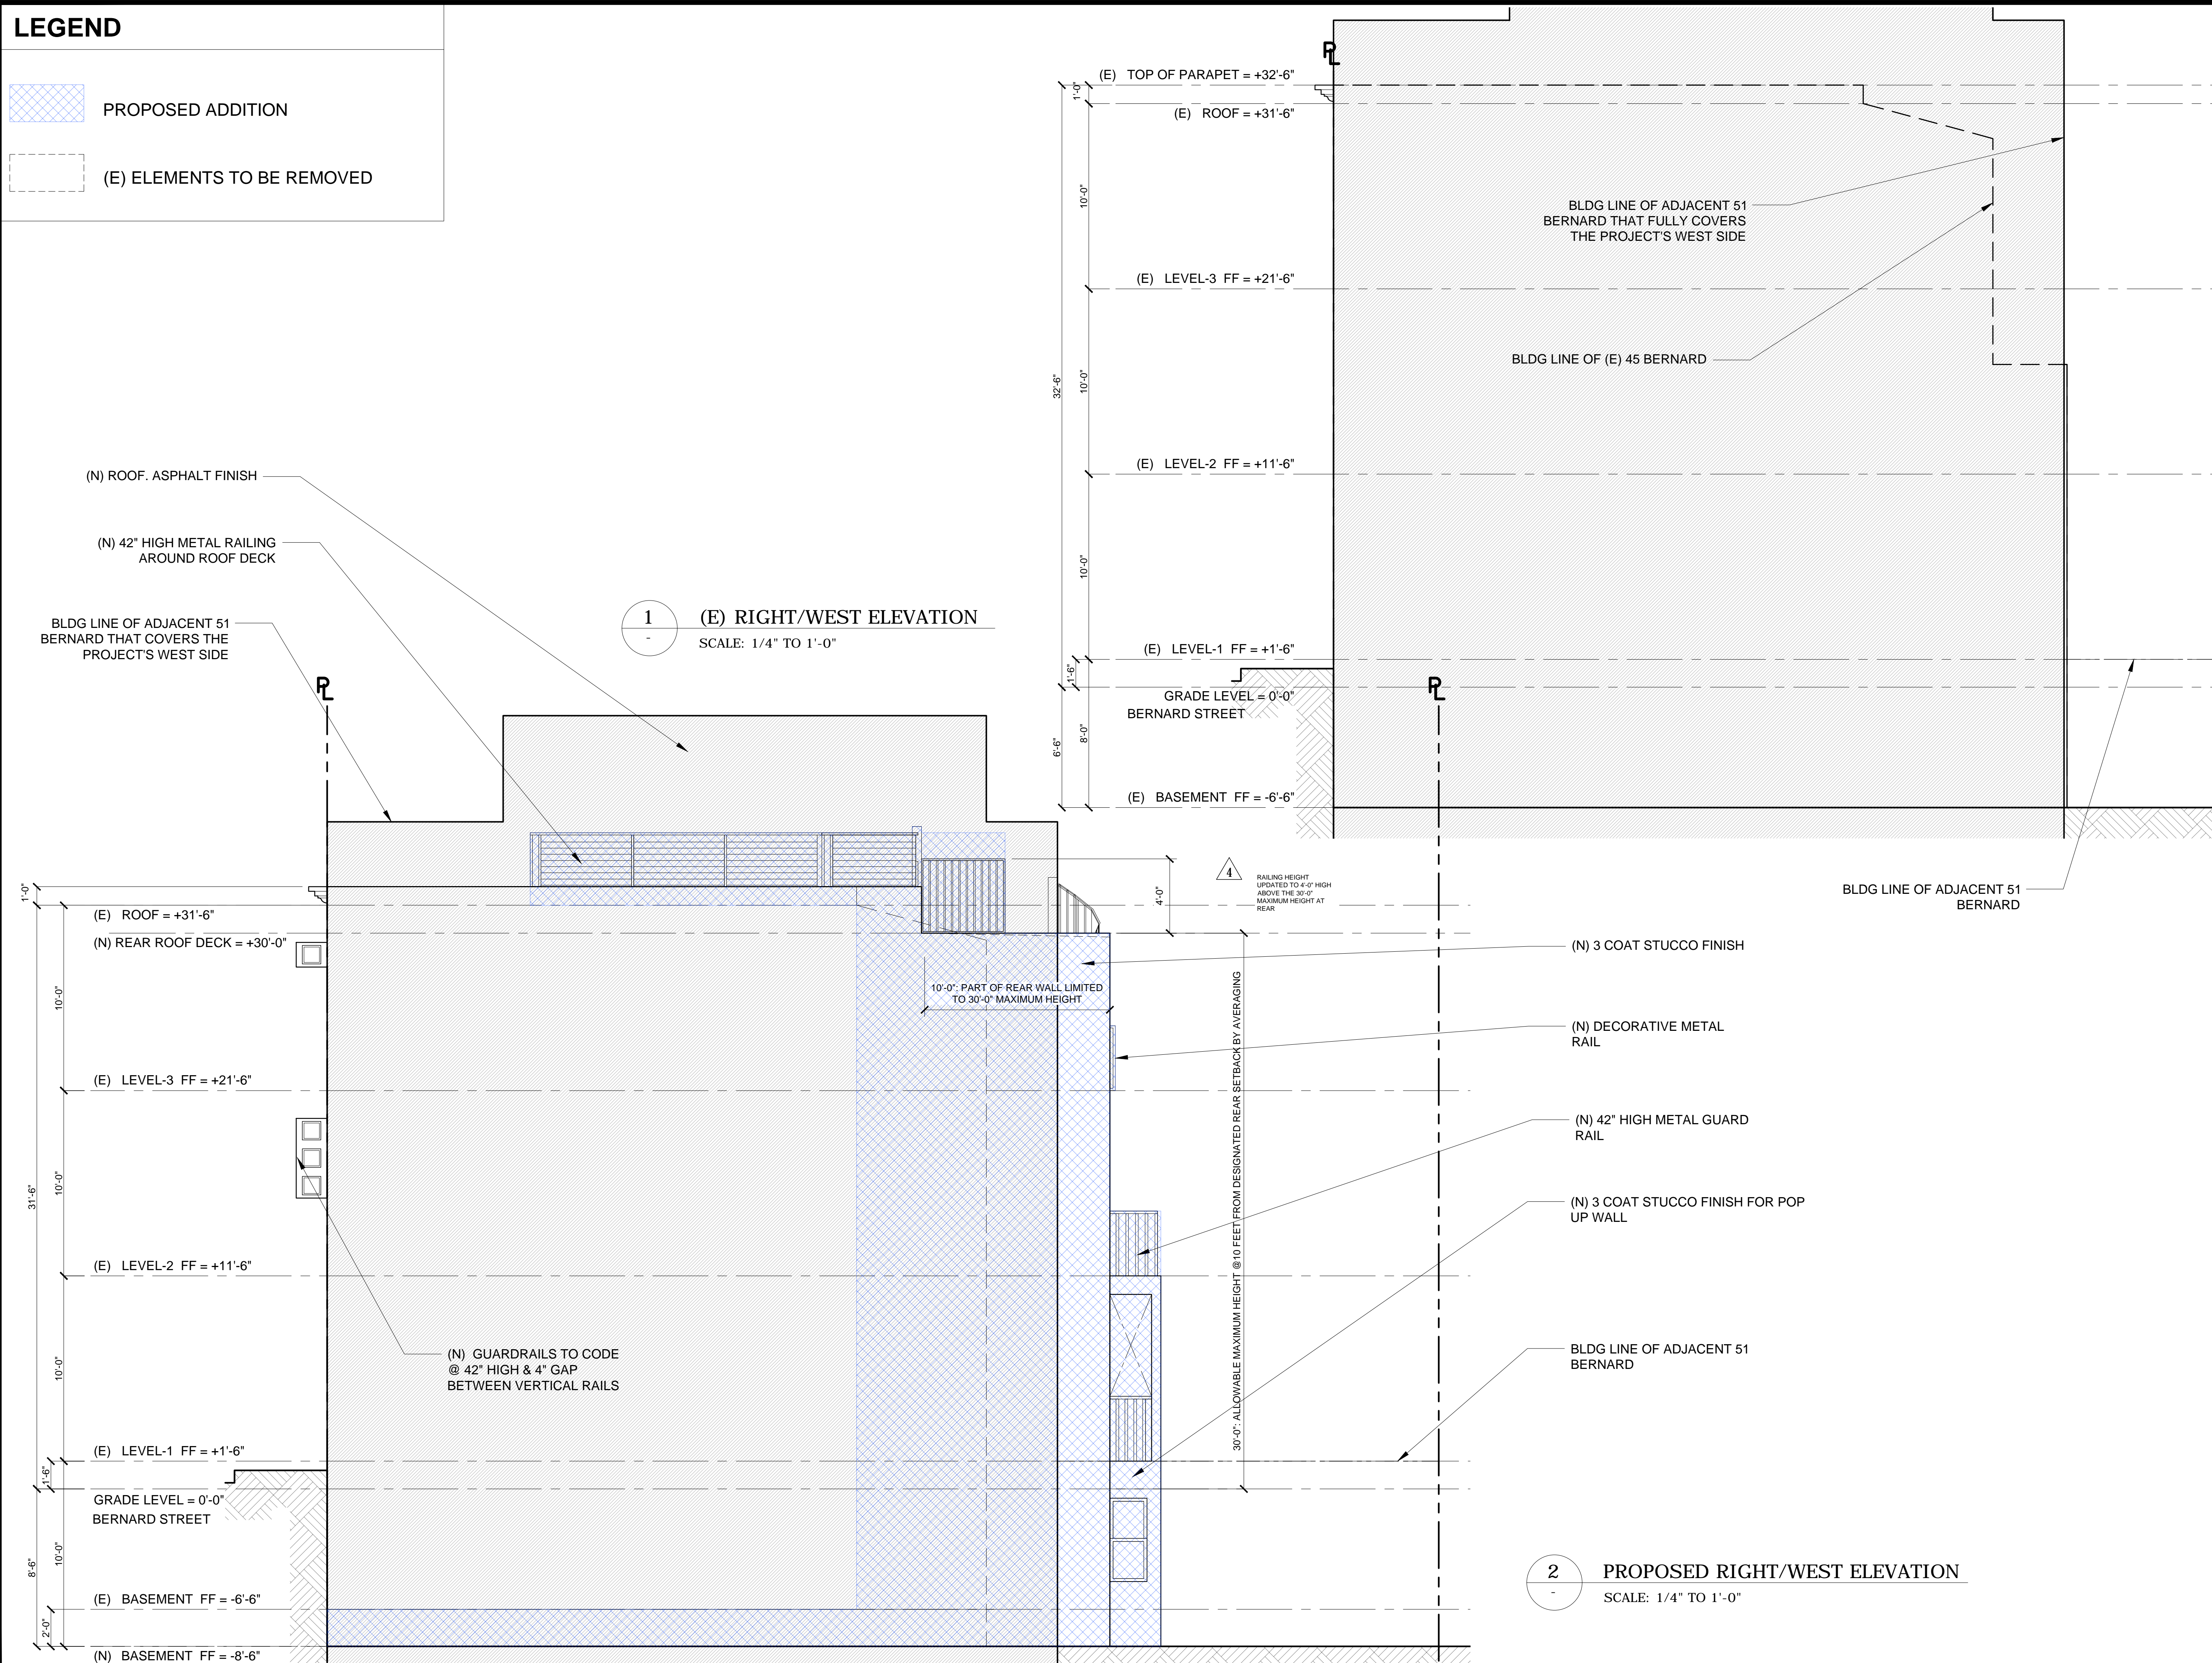 LEGEND
PROPOSED ADDITION
(E) ELEMENTS TO BE REMOVED
PL
(E) TOP OF PARAPET = +32'-6"
1'-0"
(E) ROOF = +31'-6"
10'-0"
BLDG LINE OF ADJACENT 51
BERNARD THAT FULLY COVERS
THE PROJECT'S WEST SIDE
(E) LEVEL-3 FF = +21'-6"
BLDG LINE OF (E) 45 BERNARD
32'-6"
10'-0"
(E) LEVEL-2 FF = +11'-6"
10'-0"
(E) LEVEL-1 FF = +1'-6"
1'-6"
GRADE LEVEL = 0'-0"
BERNARD STREET
6'-6"
8'-0"
(E) BASEMENT FF = -6'-6"
BLDG LINE OF ADJACENT 51
BERNARD
1
-
(E) RIGHT/WEST ELEVATION
SCALE: 1/4" TO 1'-0"
(N) ROOF. ASPHALT FINISH
(N) 42" HIGH METAL RAILING
AROUND ROOF DECK
BLDG LINE OF ADJACENT 51
BERNARD THAT COVERS THE
PROJECT'S WEST SIDE
PL
PL
1'-0"
(E) ROOF = +31'-6"
(N) REAR ROOF DECK = +30'-0"
10'-0"
(E) LEVEL-3 FF = +21'-6"
31'-6"
10'-0"
(E) LEVEL-2 FF = +11'-6"
10'-0"
(N) GUARDRAILS TO CODE
@ 42" HIGH & 4" GAP
BETWEEN VERTICAL RAILS
(E) LEVEL-1 FF = +1'-6"
1'-6"
GRADE LEVEL = 0'-0"
BERNARD STREET
8'-6"
10'-0"
(E) BASEMENT FF = -6'-6"
2'-0"
(N) BASEMENT FF = -8'-6"
4'-0"
4
RAILING HEIGHT
UPDATED TO 4'-0" HIGH
ABOVE THE 30'-0"
MAXIMUM HEIGHT AT
REAR
10'-0": PART OF REAR WALL LIMITED
TO 30'-0" MAXIMUM HEIGHT
30'-0": ALLOWABLE MAXIMUM HEIGHT @10 FEET FROM DESIGNATED REAR SETBACK BY AVERAGING
(N) 3 COAT STUCCO FINISH
(N) DECORATIVE METAL
RAIL
(N) 42" HIGH METAL GUARD
RAIL
(N) 3 COAT STUCCO FINISH FOR POP
UP WALL
BLDG LINE OF ADJACENT 51
BERNARD
2
-
PROPOSED RIGHT/WEST ELEVATION
SCALE: 1/4" TO 1'-0"